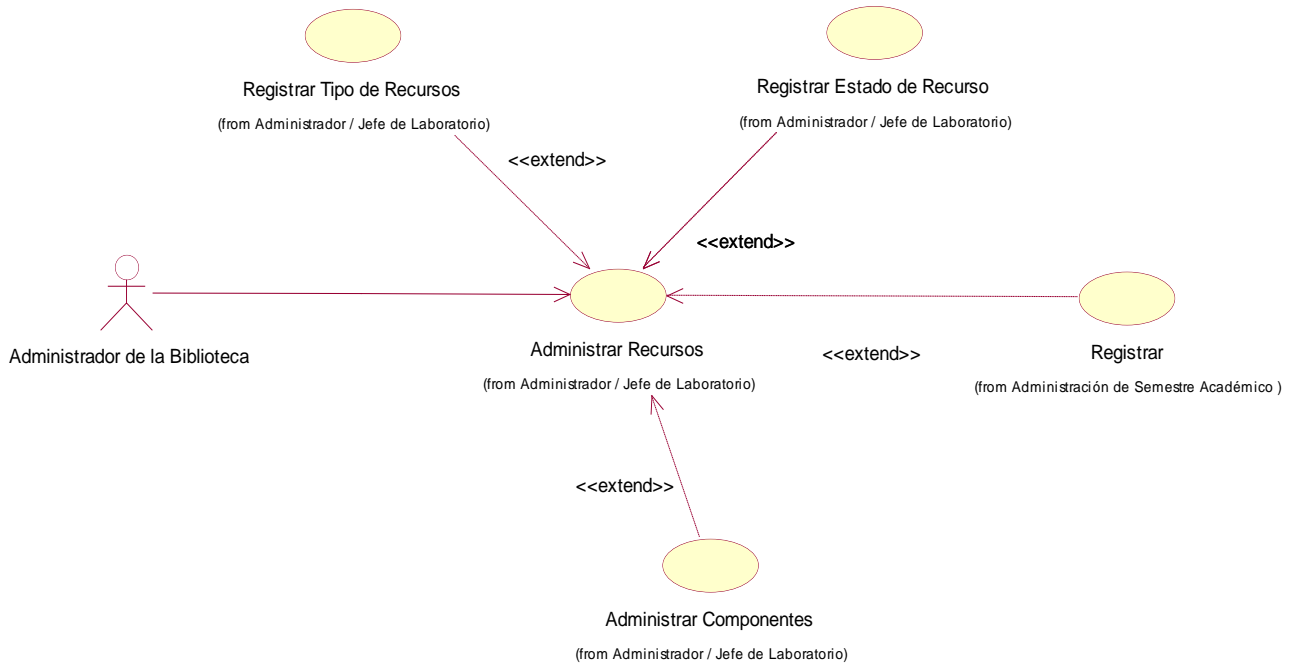 Registrar Tipo de Recursos
(from Administrador / Jefe de Laboratorio)
Registrar Estado de Recurso
(from Administrador / Jefe de Laboratorio)
<<extend>>
<<extend>>
Administrador de la Biblioteca
Administrar Recursos
(from Administrador / Jefe de Laboratorio)
<<extend>>
Registrar
(from Administración de Semestre Académico )
<<extend>>
Administrar Componentes
(from Administrador / Jefe de Laboratorio)